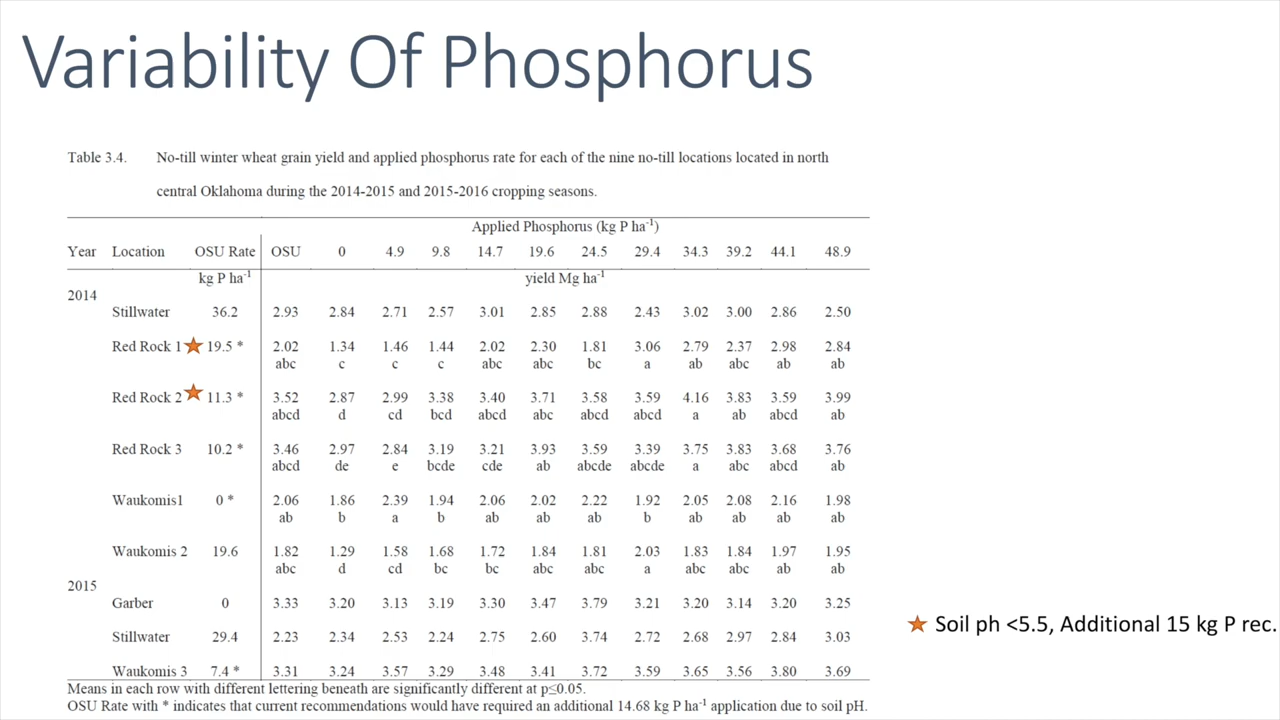 Variability Of Phosphorus
Table 3.4. No-till winter wheat grain yield and applied phosphorus rate for each of the nine no-till locations located in north
central Oklahoma during the 2014-2015 and 2015-2016 cropping seasons.
Applied Phosphorus (kg P ha-1)
Year Location OSU Rate OSU 0 4.9 9.8 14.7 19.6 24.5 29.4 34.3 39.2 44.1 48.9
kg P ha-1 yield Mg ha-1
2014
Stillwater 36.2 2.93 2.84 2.71 2.57 3.01 2.85 2.88 2.43 3.02 3.00 2.86 2.50
Red Rock 1 19.5 * 2.02 1.34 1.46 1.44 2.02 2.30 1.81 3.06 2.79 2.37 2.98 2.84
abc c c c abc abc bc a ab abc ab ab
Red Rock 2 11.3 * 3.52 2.87 2.99 3.38 3.40 3.71 3.58 3.59 4.16 3.83 3.59 3.99
abcd d cd bcd abcd abc abcd abcd a ab abcd ab
Red Rock 3 10.2 * 3.46 2.97 2.84 3.19 3.21 3.93 3.59 3.39 3.75 3.83 3.68 3.76
abcd de e bcde cde ab abcde abcde a abc abcd ab
Waukomis1 0 * 2.06 1.86 2.39 1.94 2.06 2.02 2.22 1.92 2.05 2.08 2.16 1.98
ab b a b ab ab ab b ab ab ab ab
Waukomis 2 19.6 1.82 1.29 1.58 1.68 1.72 1.84 1.81 2.03 1.83 1.84 1.97 1.95
abc d cd bc bc abc abc a abc abc ab ab
2015
Garber 0 3.33 3.20 3.13 3.19 3.30 3.47 3.79 3.21 3.20 3.14 3.20 3.25
Stillwater 29.4 2.23 2.34 2.53 2.24 2.75 2.60 3.74 2.72 2.68 2.97 2.84 3.03
Waukomis 3 7.4 * 3.31 3.24 3.57 3.29 3.48 3.41 3.72 3.59 3.65 3.56 3.80 3.69
Means in each row with different lettering beneath are significantly different at p≤0.05.
OSU Rate with * indicates that current recommendations would have required an additional 14.68 kg P ha-1 application due to soil pH.
Soil ph <5.5, Additional 15 kg P rec.